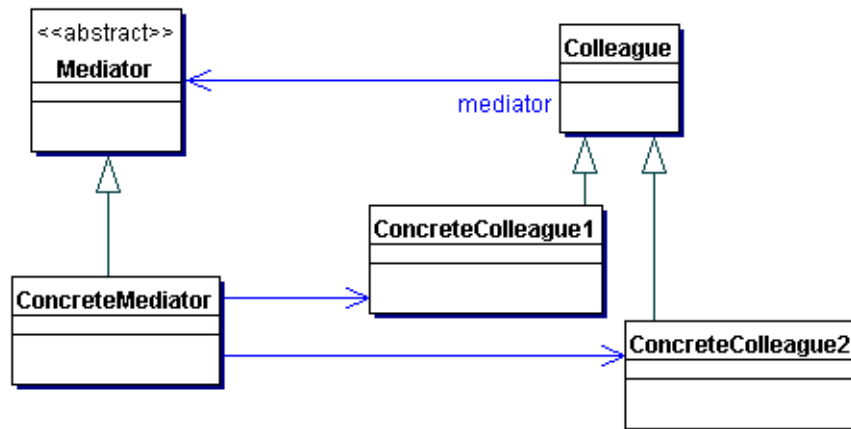 <<abstract>>
Mediator
Colleague
mediator
ConcreteColleague1
ConcreteMediator
ConcreteColleague2